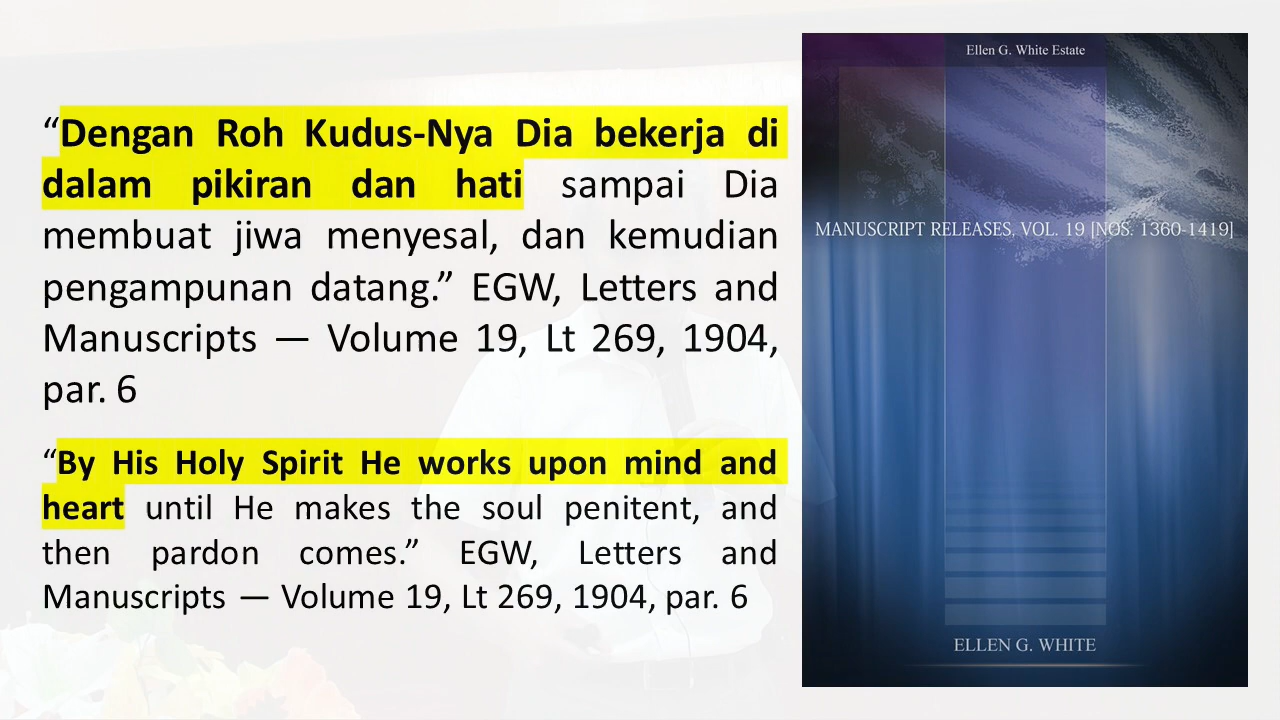 “Dengan Roh Kudus-Nya Dia bekerja di
dalam pikiran dan hati sampai Dia
membuat jiwa menyesal, dan kemudian
pengampunan datang.” EGW, Letters and
Manuscripts — Volume 19, Lt 269, 1904,
par. 6
“By His Holy Spirit He works upon mind and
heart until He makes the soul penitent, and
then pardon comes.” EGW, Letters and
Manuscripts — Volume 19, Lt 269, 1904, par. 6
Ellen G. White Estate
MANUSCRIPT RELEASES, VOL. 19 [NOS. 1360-1419]
ELLEN G. WHITE